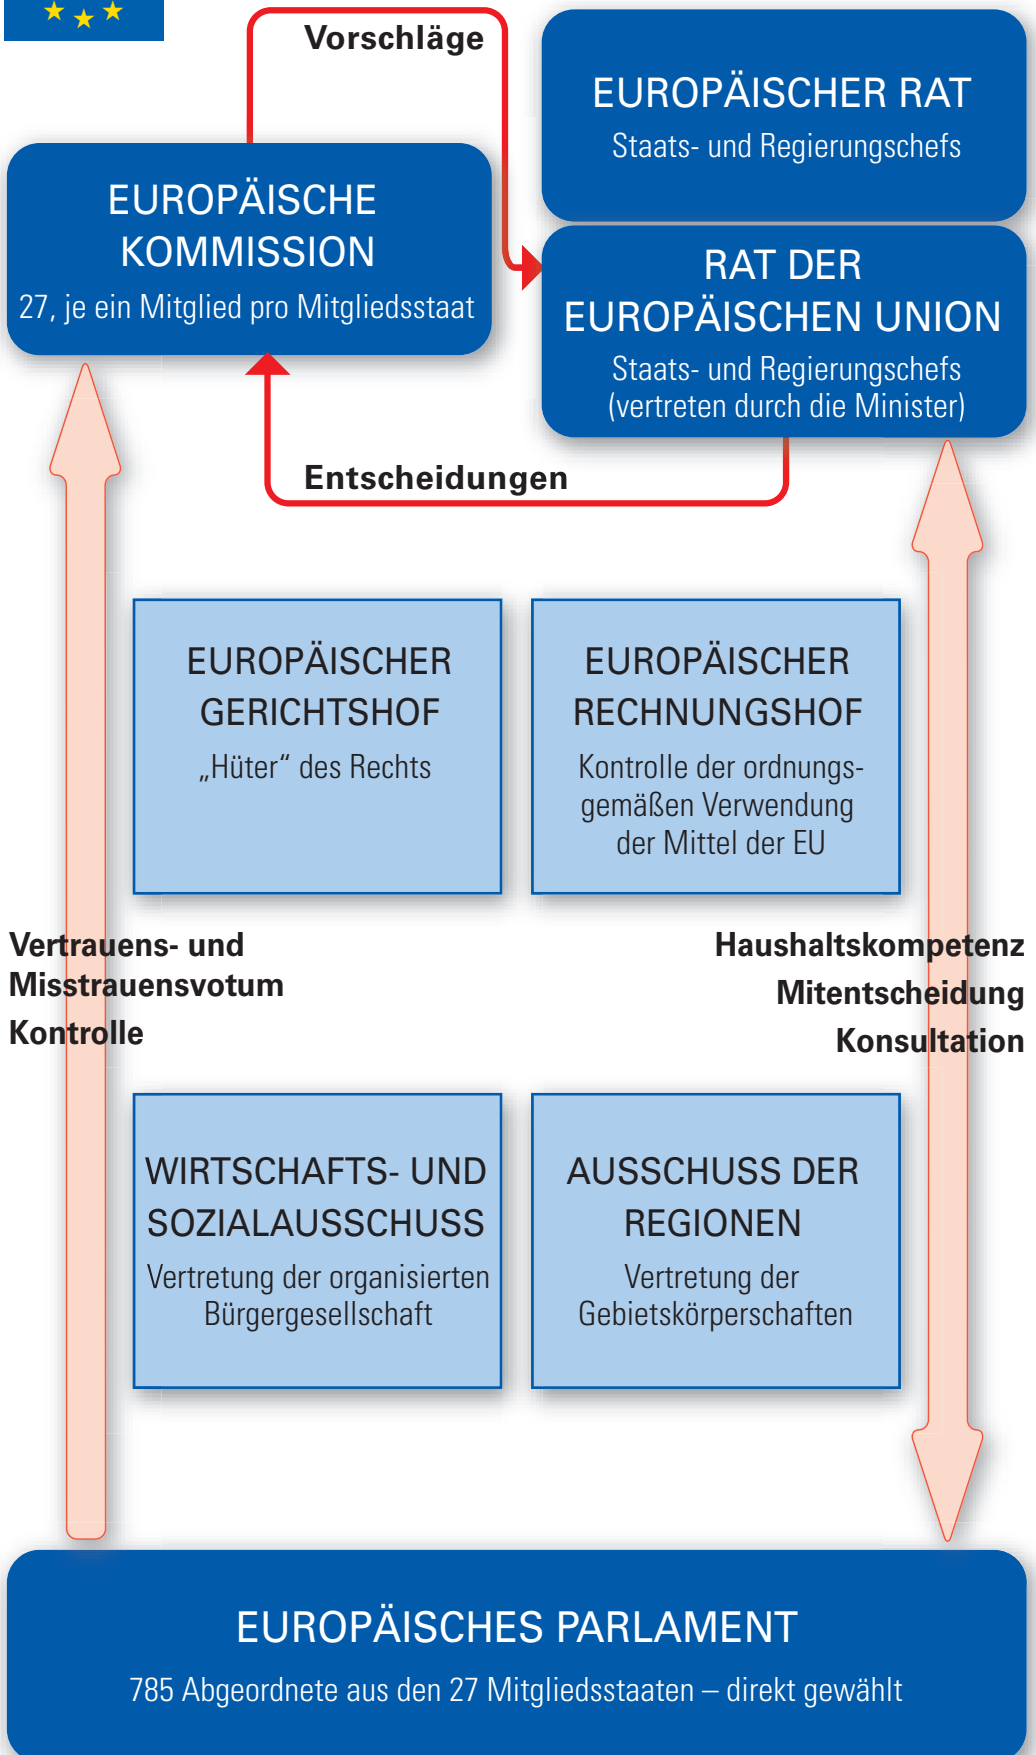 Vorschläge
EUROPÄISCHER RAT
Staats- und Regierungschefs
EUROPÄISCHE
KOMMISSION
27, je ein Mitglied pro Mitgliedsstaat
RAT DER
EUROPÄISCHEN UNION
Staats- und Regierungschefs
(vertreten durch die Minister)
Entscheidungen
EUROPÄISCHER
GERICHTSHOF
„Hüter“ des Rechts
EUROPÄISCHER
RECHNUNGSHOF
Kontrolle der ordnungs-
gemäßen Verwendung
der Mittel der EU
Vertrauens- und
Misstrauensvotum
Kontrolle
Haushaltskompetenz
Mitentscheidung
Konsultation
WIRTSCHAFTS- UND
SOZIALAUSSCHUSS
Vertretung der organisierten
Bürgergesellschaft
AUSSCHUSS DER
REGIONEN
Vertretung der
Gebietskörperschaften
EUROPÄISCHES PARLAMENT
785 Abgeordnete aus den 27 Mitgliedsstaaten – direkt gewählt